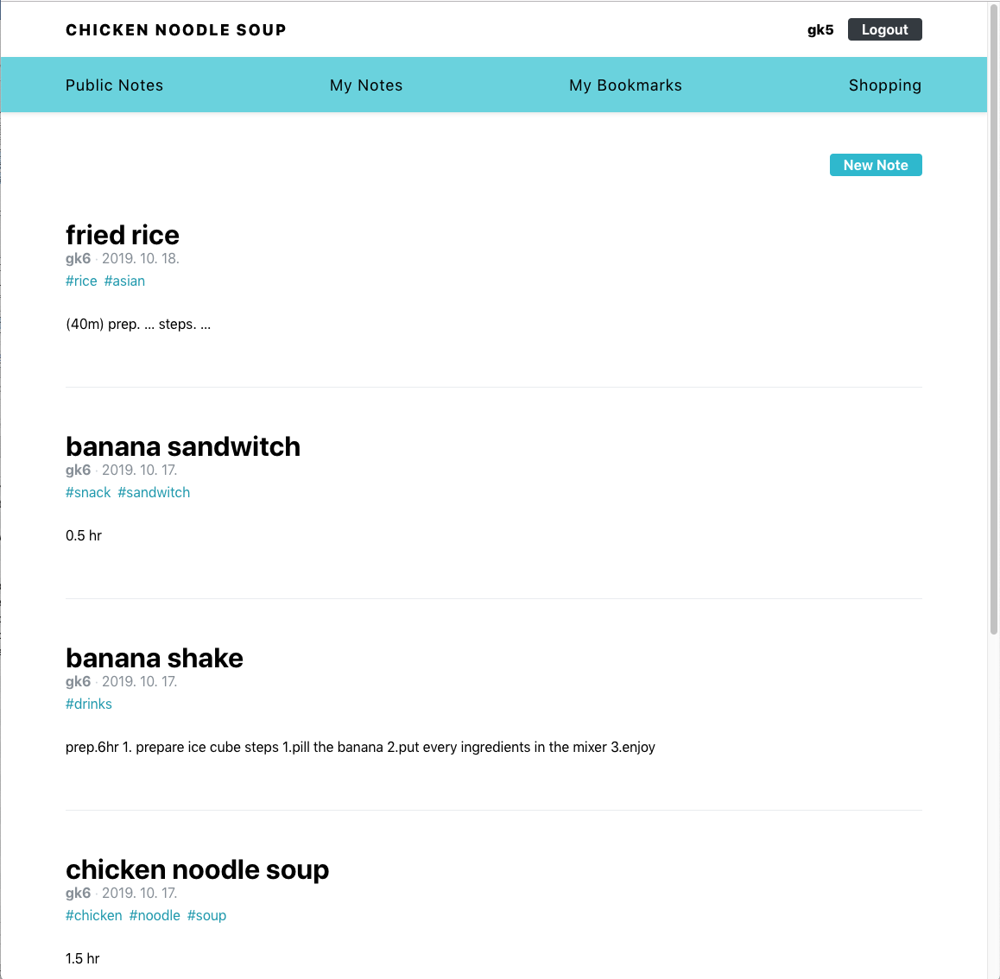 CHICKEN NOODLE SOUP gk5 Logout
Public Notes My Notes My Bookmarks Shopping
New Note
fried rice
gk6 · 2019. 10. 18.
#rice #asian
(40m) prep. ... steps. ...
banana sandwitch
gk6 · 2019. 10. 17.
#snack #sandwitch
0.5 hr
banana shake
gk6 · 2019. 10. 17.
#drinks
prep.6hr 1. prepare ice cube steps 1.pill the banana 2.put every ingredients in the mixer 3.enjoy
chicken noodle soup
gk6 · 2019. 10. 17.
#chicken #noodle #soup
1.5 hr